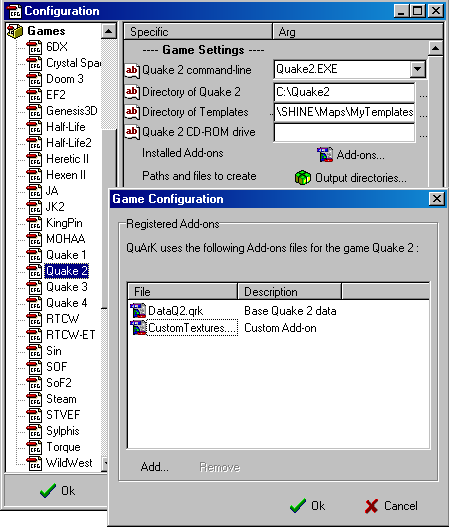 Configuration
Games
6DX
Crystal Spac
Doom 3
EF2
Genesis3D
Half-Life
Half-Life2
Heretic II
Hexen II
JA
JK2
KingPin
MOHAA
Quake 1
Quake 2
Quake 3
Quake 4
RTCW
RTCW-ET
Sin
SOF
SoF2
Steam
STVEF
Sylphis
Torque
WildWest
Ok
Specific Arg
---- Game Settings ----
Quake 2 command-line Quake2.EXE
Directory of Quake 2 C:\Quake2 ...
Directory of Templates \SHINE\Maps\MyTemplates ...
Quake 2 CD-ROM drive ...
Installed Add-ons Add-ons...
Paths and files to create Output directories...
Game Configuration
Registered Add-ons
QuArK uses the following Add-ons files for the game Quake 2 :
File Description
DataQ2.qrk Base Quake 2 data
CustomTextures.... Custom Add-on
Add... Remove
Ok Cancel